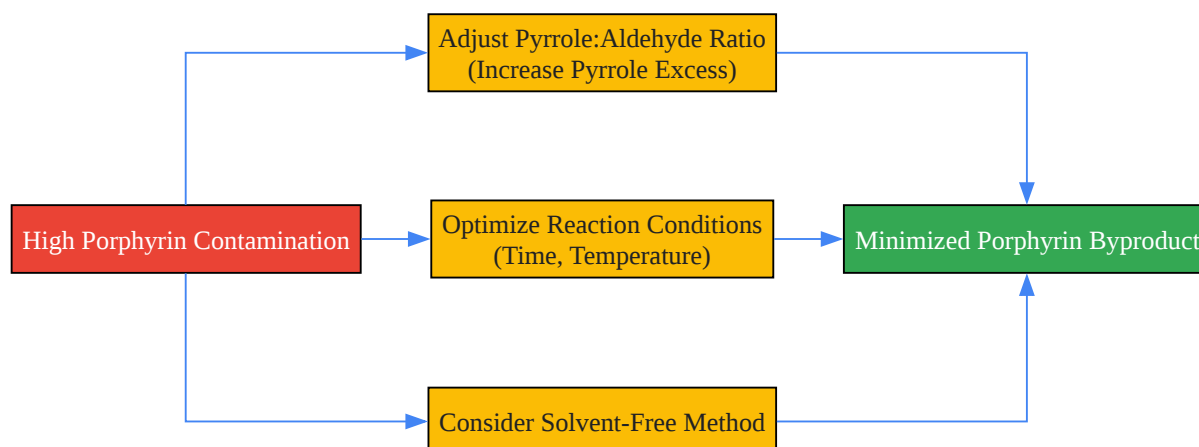 Adjust Pyrrole:Aldehyde Ratio
(Increase Pyrrole Excess)
High Porphyrin Contamination
Optimize Reaction Conditions
(Time, Temperature)
Minimized Porphyrin Byproduct
Consider Solvent-Free Method